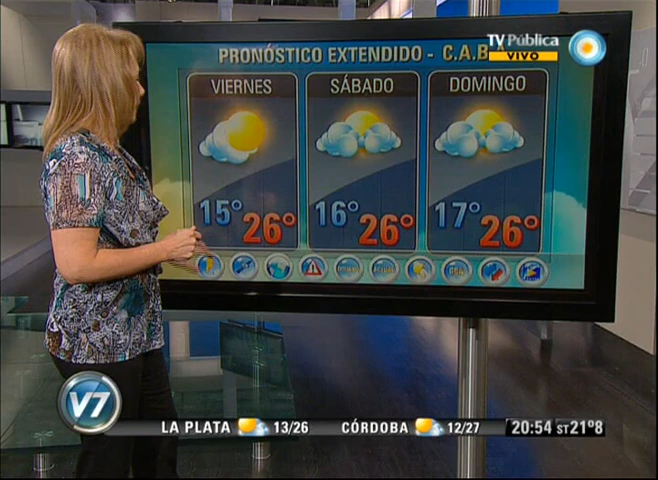 PRONÓSTICO EXTENDIDO - C.A.B.A
TV Pública
VIVO
VIERNES
SÁBADO
DOMINGO
15° 26°
16° 26°
17° 26°
V7
LA PLATA 13/26 CÓRDOBA 12/27
20:54 ST 21°8